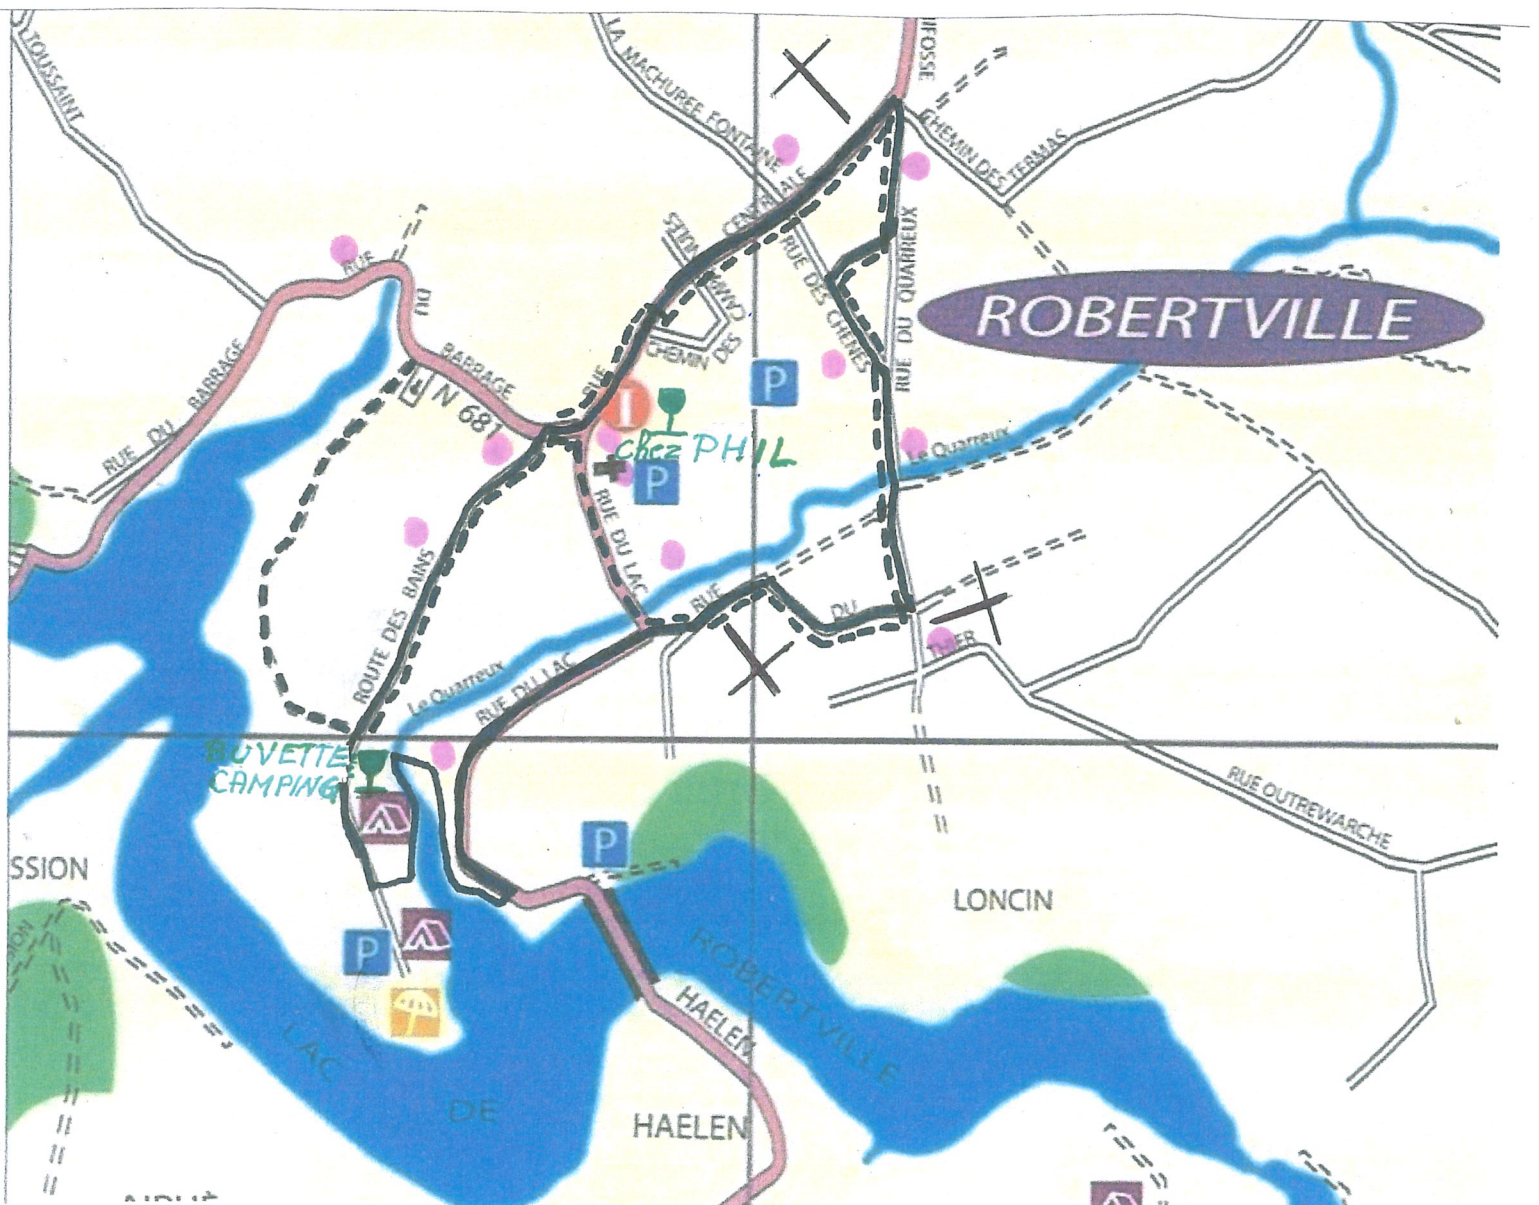 TOUSSAINT
LA MACHUREE FONTAINE
FOSSE
CHEMIN DES TERMAS
RUE CENTRALE
CHEMIN DES
RUE DES CHENES
RUE DU QUARREUX
ROBERTVILLE
RUE DU BARRAGE
RUE DU BARRAGE
N 681
I
P
chez PHIL
P
RUE DU LAC
Le Quarreux
ROUTE DES BAINS
RUE DU THIER
Le Quarreux
RUE DU LAC
BUVETTE
CAMPING
RUE OUTREWARCHE
P
SSION
LONCIN
P
LAC DE ROBERTVILLE
HAELEN
HAELEN